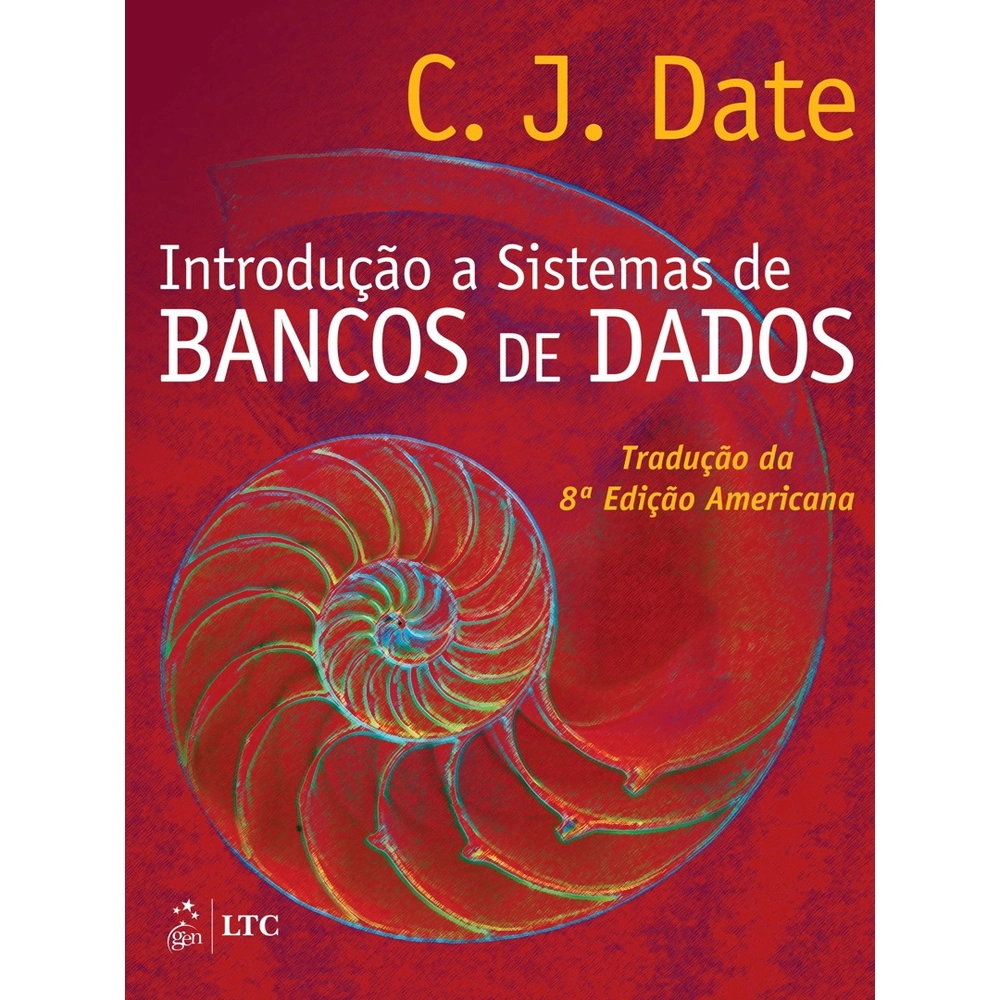 C. J. Date
Introdução a Sistemas de
BANCOS DE DADOS
Tradução da
8ª Edição Americana
gen
LTC